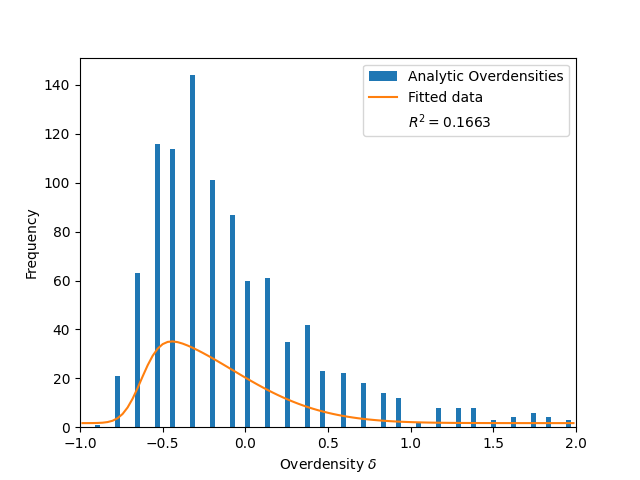 Analytic Overdensities
Fitted data
R² = 0.1663
140
120
100
80
60
40
20
0
Frequency
−1.0 −0.5 0.0 0.5 1.0 1.5 2.0
Overdensity δ